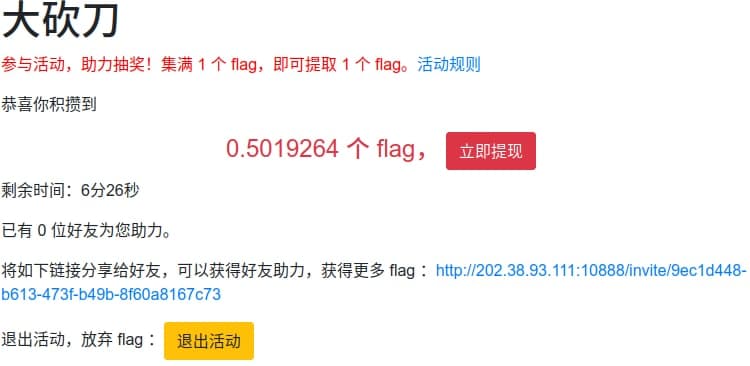 大砍刀
参与活动，助力抽奖！集满 1 个 flag，即可提取 1 个 flag。活动规则
恭喜你积攒到
0.5019264 个 flag， 立即提现
剩余时间：6分26秒
已有 0 位好友为您助力。
将如下链接分享给好友，可以获得好友助力，获得更多 flag ：http://202.38.93.111:10888/invite/9ec1d448-
b613-473f-b49b-8f60a8167c73
退出活动，放弃 flag ： 退出活动